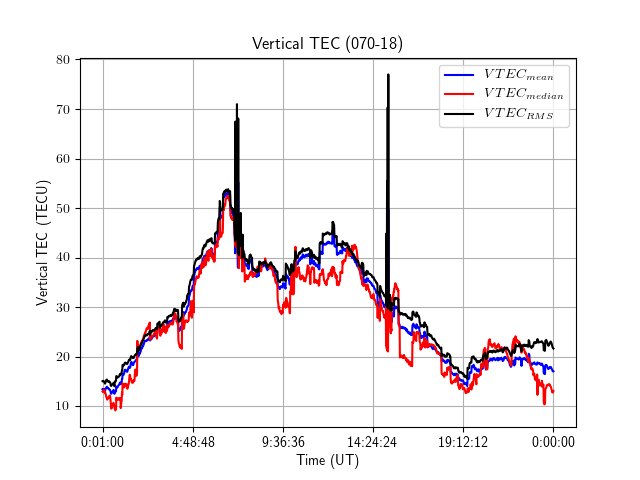 Vertical TEC (070-18)
VTEC_mean
VTEC_median
VTEC_RMS
Vertical TEC (TECU)
80
70
60
50
40
30
20
10
0:01:00 4:48:48 9:36:36 14:24:24 19:12:12 0:00:00
Time (UT)